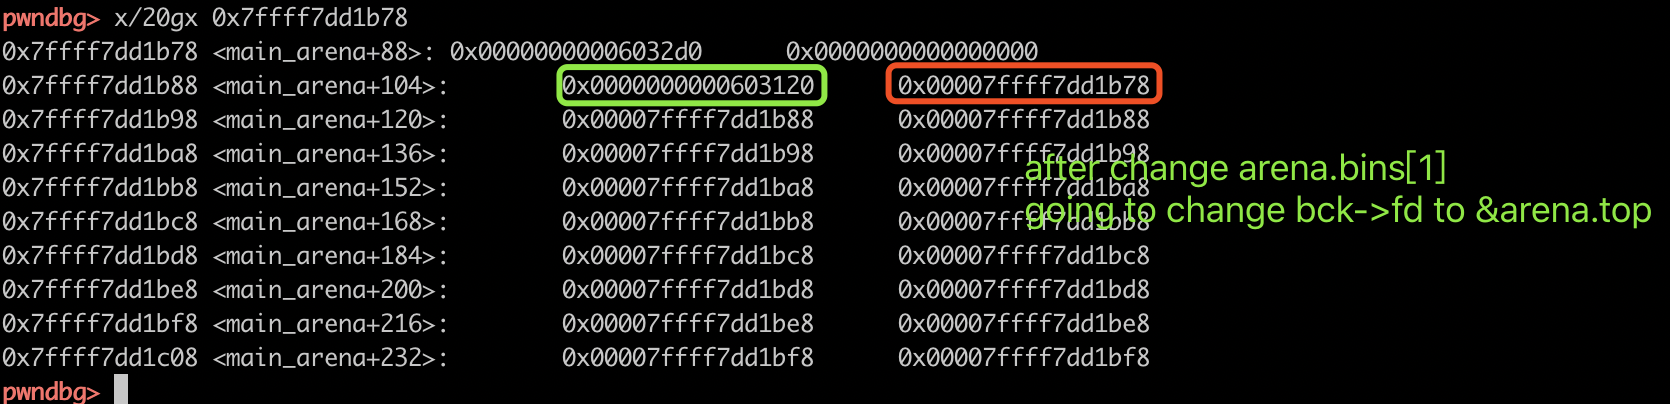 pwndbg> x/20gx 0x7ffff7dd1b78
0x7ffff7dd1b78 <main_arena+88>: 0x00000000006032d0 0x0000000000000000
0x7ffff7dd1b88 <main_arena+104>: 0x0000000000603120 0x00007ffff7dd1b78
0x7ffff7dd1b98 <main_arena+120>: 0x00007ffff7dd1b88 0x00007ffff7dd1b88
0x7ffff7dd1ba8 <main_arena+136>: 0x00007ffff7dd1b98 0x00007ffff7dd1b98
after change arena.bins[1]
0x7ffff7dd1bb8 <main_arena+152>: 0x00007ffff7dd1ba8 0x00007ffff7dd1ba8
going to change bck->fd to &arena.top
0x7ffff7dd1bc8 <main_arena+168>: 0x00007ffff7dd1bb8 0x00007ffff7dd1bb8
0x7ffff7dd1bd8 <main_arena+184>: 0x00007ffff7dd1bc8 0x00007ffff7dd1bc8
0x7ffff7dd1be8 <main_arena+200>: 0x00007ffff7dd1bd8 0x00007ffff7dd1bd8
0x7ffff7dd1bf8 <main_arena+216>: 0x00007ffff7dd1be8 0x00007ffff7dd1be8
0x7ffff7dd1c08 <main_arena+232>: 0x00007ffff7dd1bf8 0x00007ffff7dd1bf8
pwndbg>